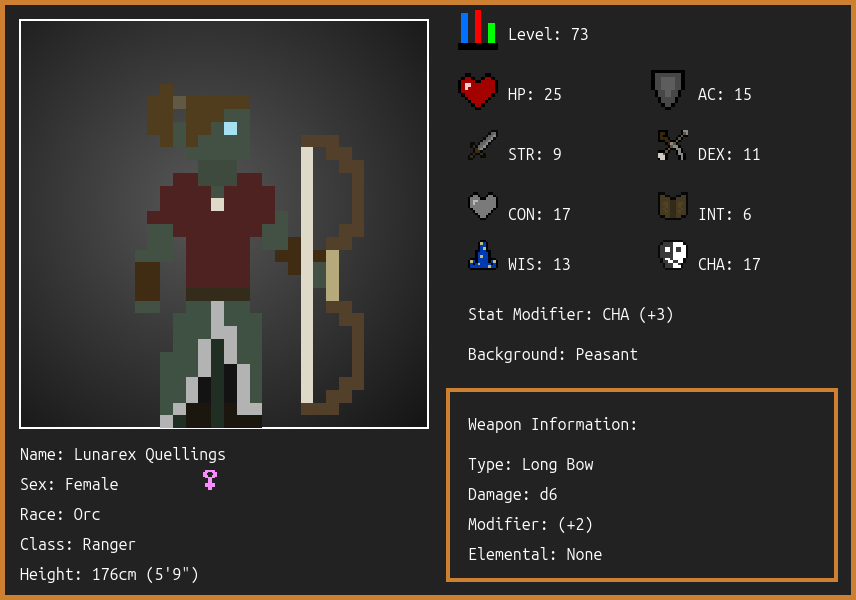 Level: 73
HP: 25
AC: 15
STR: 9
DEX: 11
CON: 17
INT: 6
WIS: 13
CHA: 17
Stat Modifier: CHA (+3)
Background: Peasant
Weapon Information:
Type: Long Bow
Damage: d6
Modifier: (+2)
Elemental: None
Name: Lunarex Quellings
Sex: Female
Race: Orc
Class: Ranger
Height: 176cm (5'9")